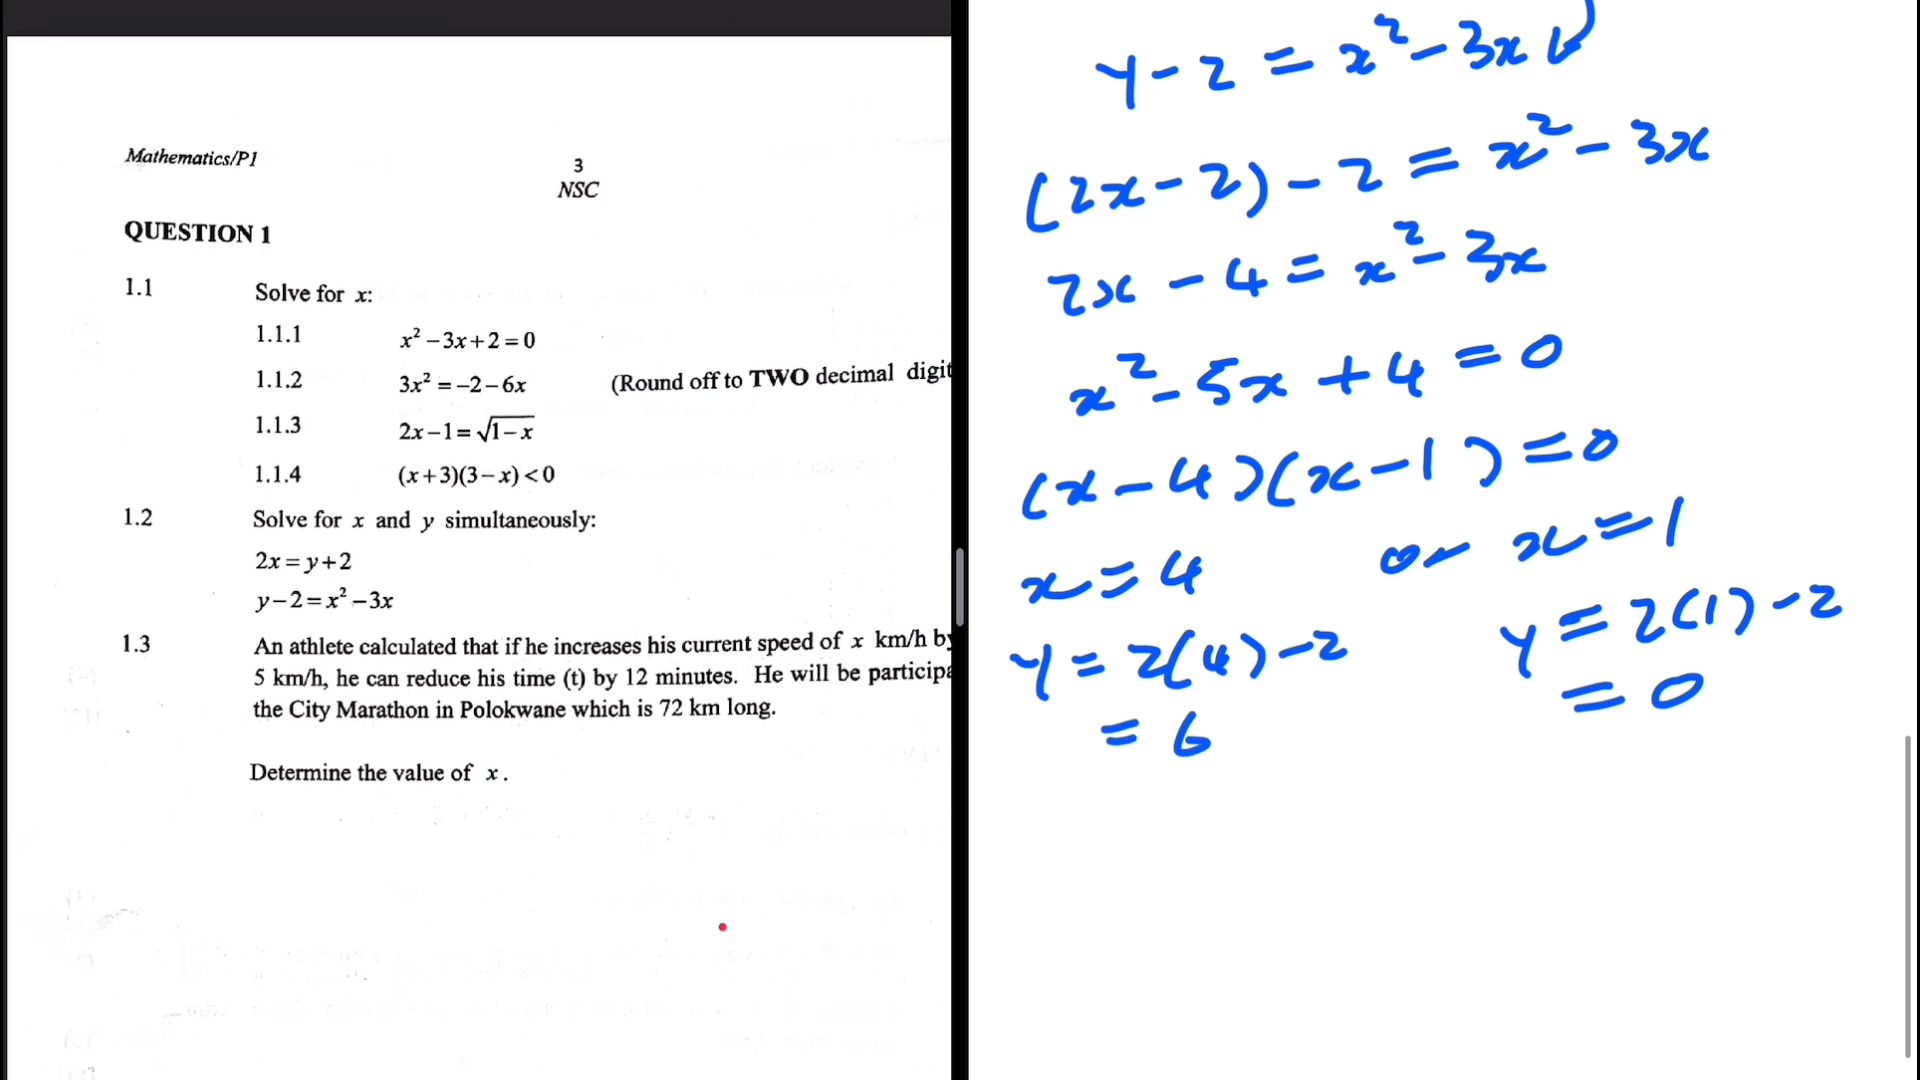 Mathematics/P1
3
NSC
QUESTION 1
1.1 Solve for x:
1.1.1 x² – 3x + 2 = 0
1.1.2 3x² = –2 – 6x (Round off to TWO decimal digit
1.1.3 2x – 1 = √(1 – x)
1.1.4 (x + 3)(3 – x) < 0
1.2 Solve for x and y simultaneously:
2x = y + 2
y – 2 = x² – 3x
1.3 An athlete calculated that if he increases his current speed of x km/h by
5 km/h, he can reduce his time (t) by 12 minutes. He will be participa
the City Marathon in Polokwane which is 72 km long.
Determine the value of x.
y - 2 = x² - 3x
(2x - 2) - 2 = x² - 3x
2x - 4 = x² - 3x
x² - 5x + 4 = 0
(x - 4)(x - 1) = 0
x = 4 or x = 1
y = 2(4) - 2 y = 2(1) - 2
= 6 = 0